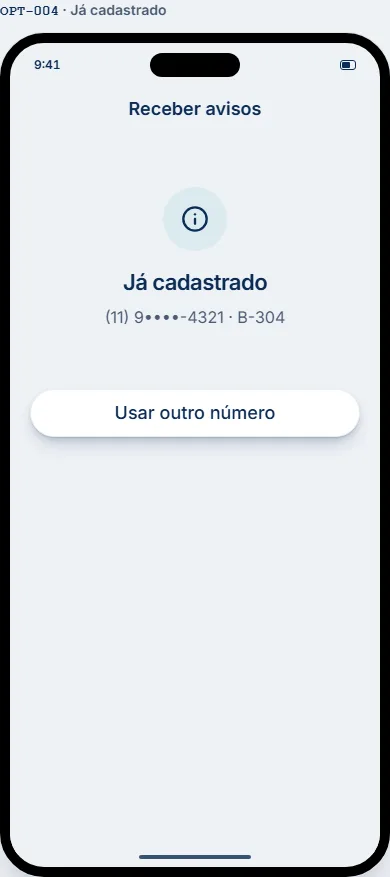 OPT-004 · Já cadastrado
9:41
Receber avisos
Já cadastrado
(11) 9••••-4321 · B-304
Usar outro número